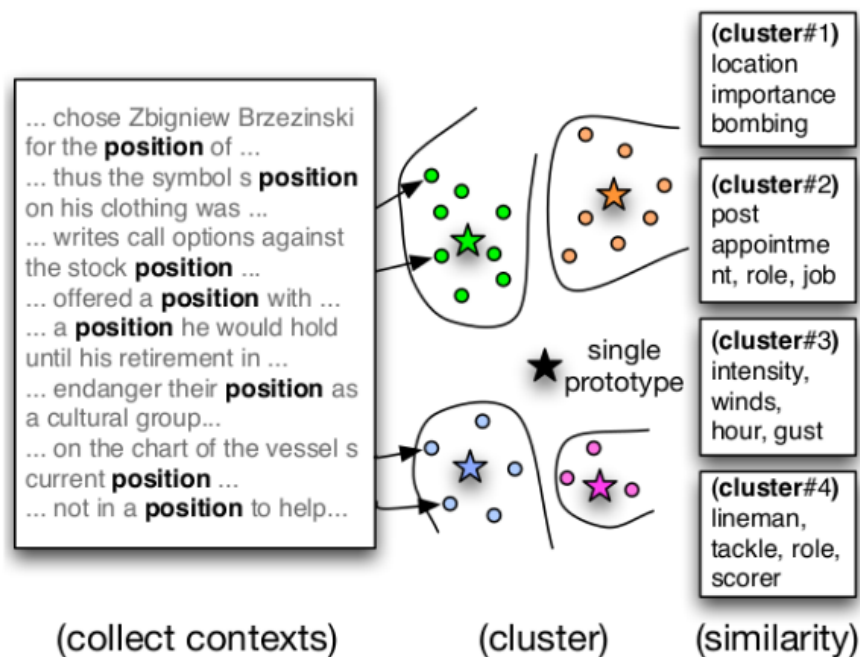 ... chose Zbigniew Brzezinski
for the position of ...
... thus the symbol s position
on his clothing was ...
... writes call options against
the stock position ...
... offered a position with ...
... a position he would hold
until his retirement in ...
... endanger their position as
a cultural group...
... on the chart of the vessel s
current position ...
... not in a position to help...
(collect contexts)
single
prototype
(cluster)
(cluster#1)
location
importance
bombing
(cluster#2)
post
appointme
nt, role, job
(cluster#3)
intensity,
winds,
hour, gust
(cluster#4)
lineman,
tackle, role,
scorer
(similarity)